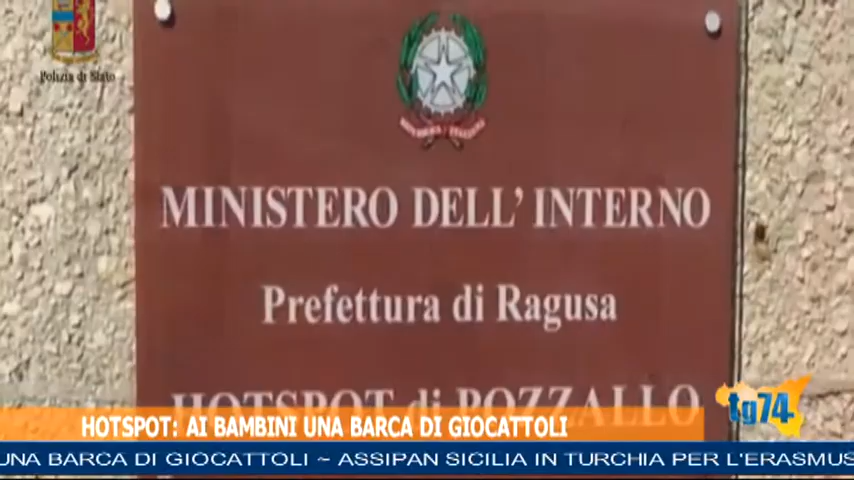 Polizia di Stato
MINISTERO DELL'INTERNO
Prefettura di Ragusa
HOTSPOT di POZZALLO
tg74
HOTSPOT: AI BAMBINI UNA BARCA DI GIOCATTOLI
UNA BARCA DI GIOCATTOLI ~ ASSIPAN SICILIA IN TURCHIA PER L'ERASMUS